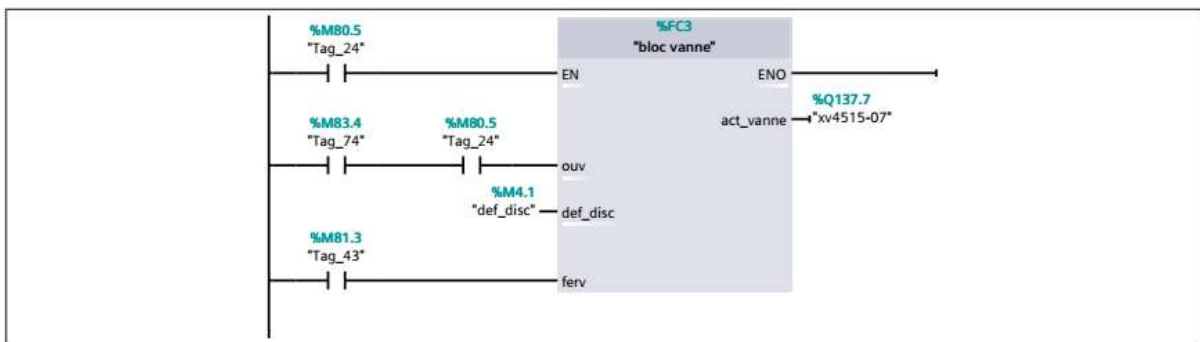 %M80.5
"Tag_24"
%FC3
"bloc vanne"
EN
ENO
%Q137.7
act_vanne
"xv4515-07"
%M83.4
"Tag_74"
%M80.5
"Tag_24"
ouv
%M4.1
"def_disc"
def_disc
%M81.3
"Tag_43"
ferv